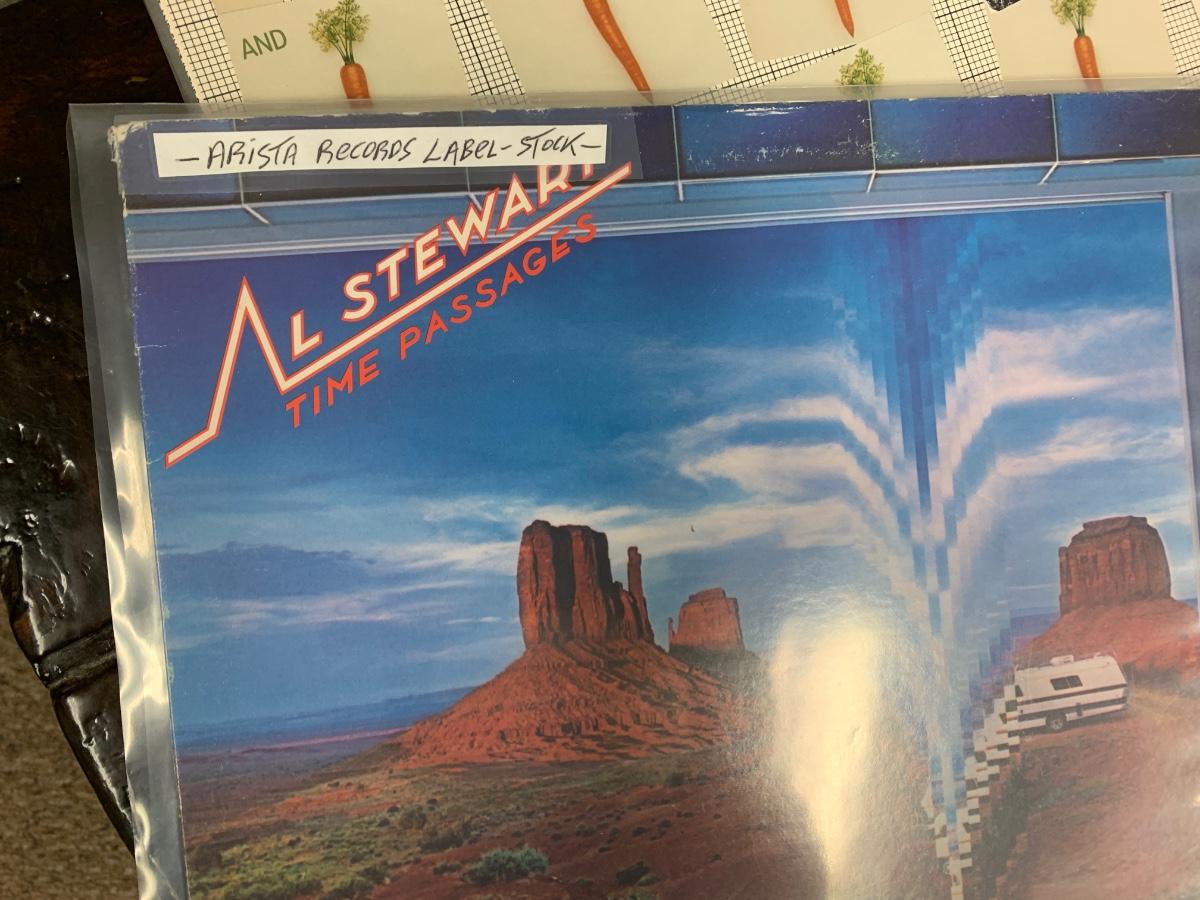 AND
- ARISTA RECORDS LABEL-STOCK -
AL STEWART
TIME PASSAGES